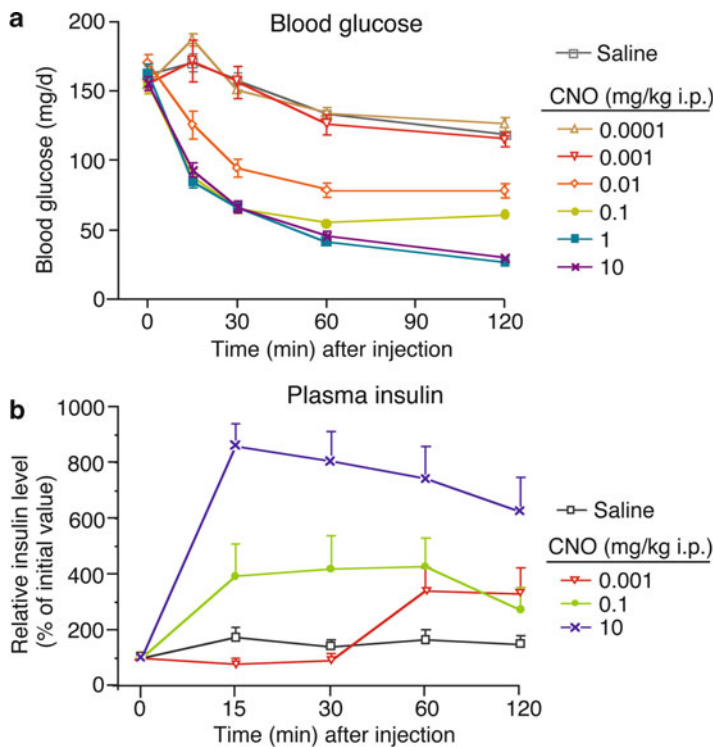 a
Blood glucose
200
150
100
50
0
Blood glucose (mg/d)
0
30
60
90
120
Time (min) after injection
Saline
CNO (mg/kg i.p.)
0.0001
0.001
0.01
0.1
1
10
b
Plasma insulin
1000
800
600
400
200
0
Relative insulin level
(% of initial value)
0
15
30
60
120
Time (min) after injection
Saline
CNO (mg/kg i.p.)
0.001
0.1
10